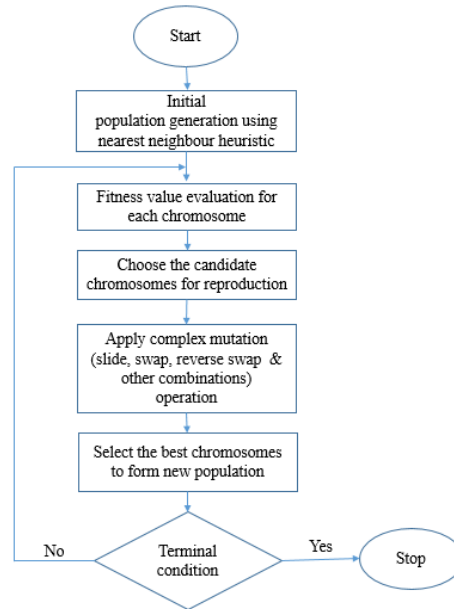 Start
Initial
population generation using
nearest neighbour heuristic
Fitness value evaluation for
each chromosome
Choose the candidate
chromosomes for reproduction
Apply complex mutation
(slide, swap, reverse swap &
other combinations)
operation
Select the best chromosomes
to form new population
No
Terminal
condition
Yes
Stop